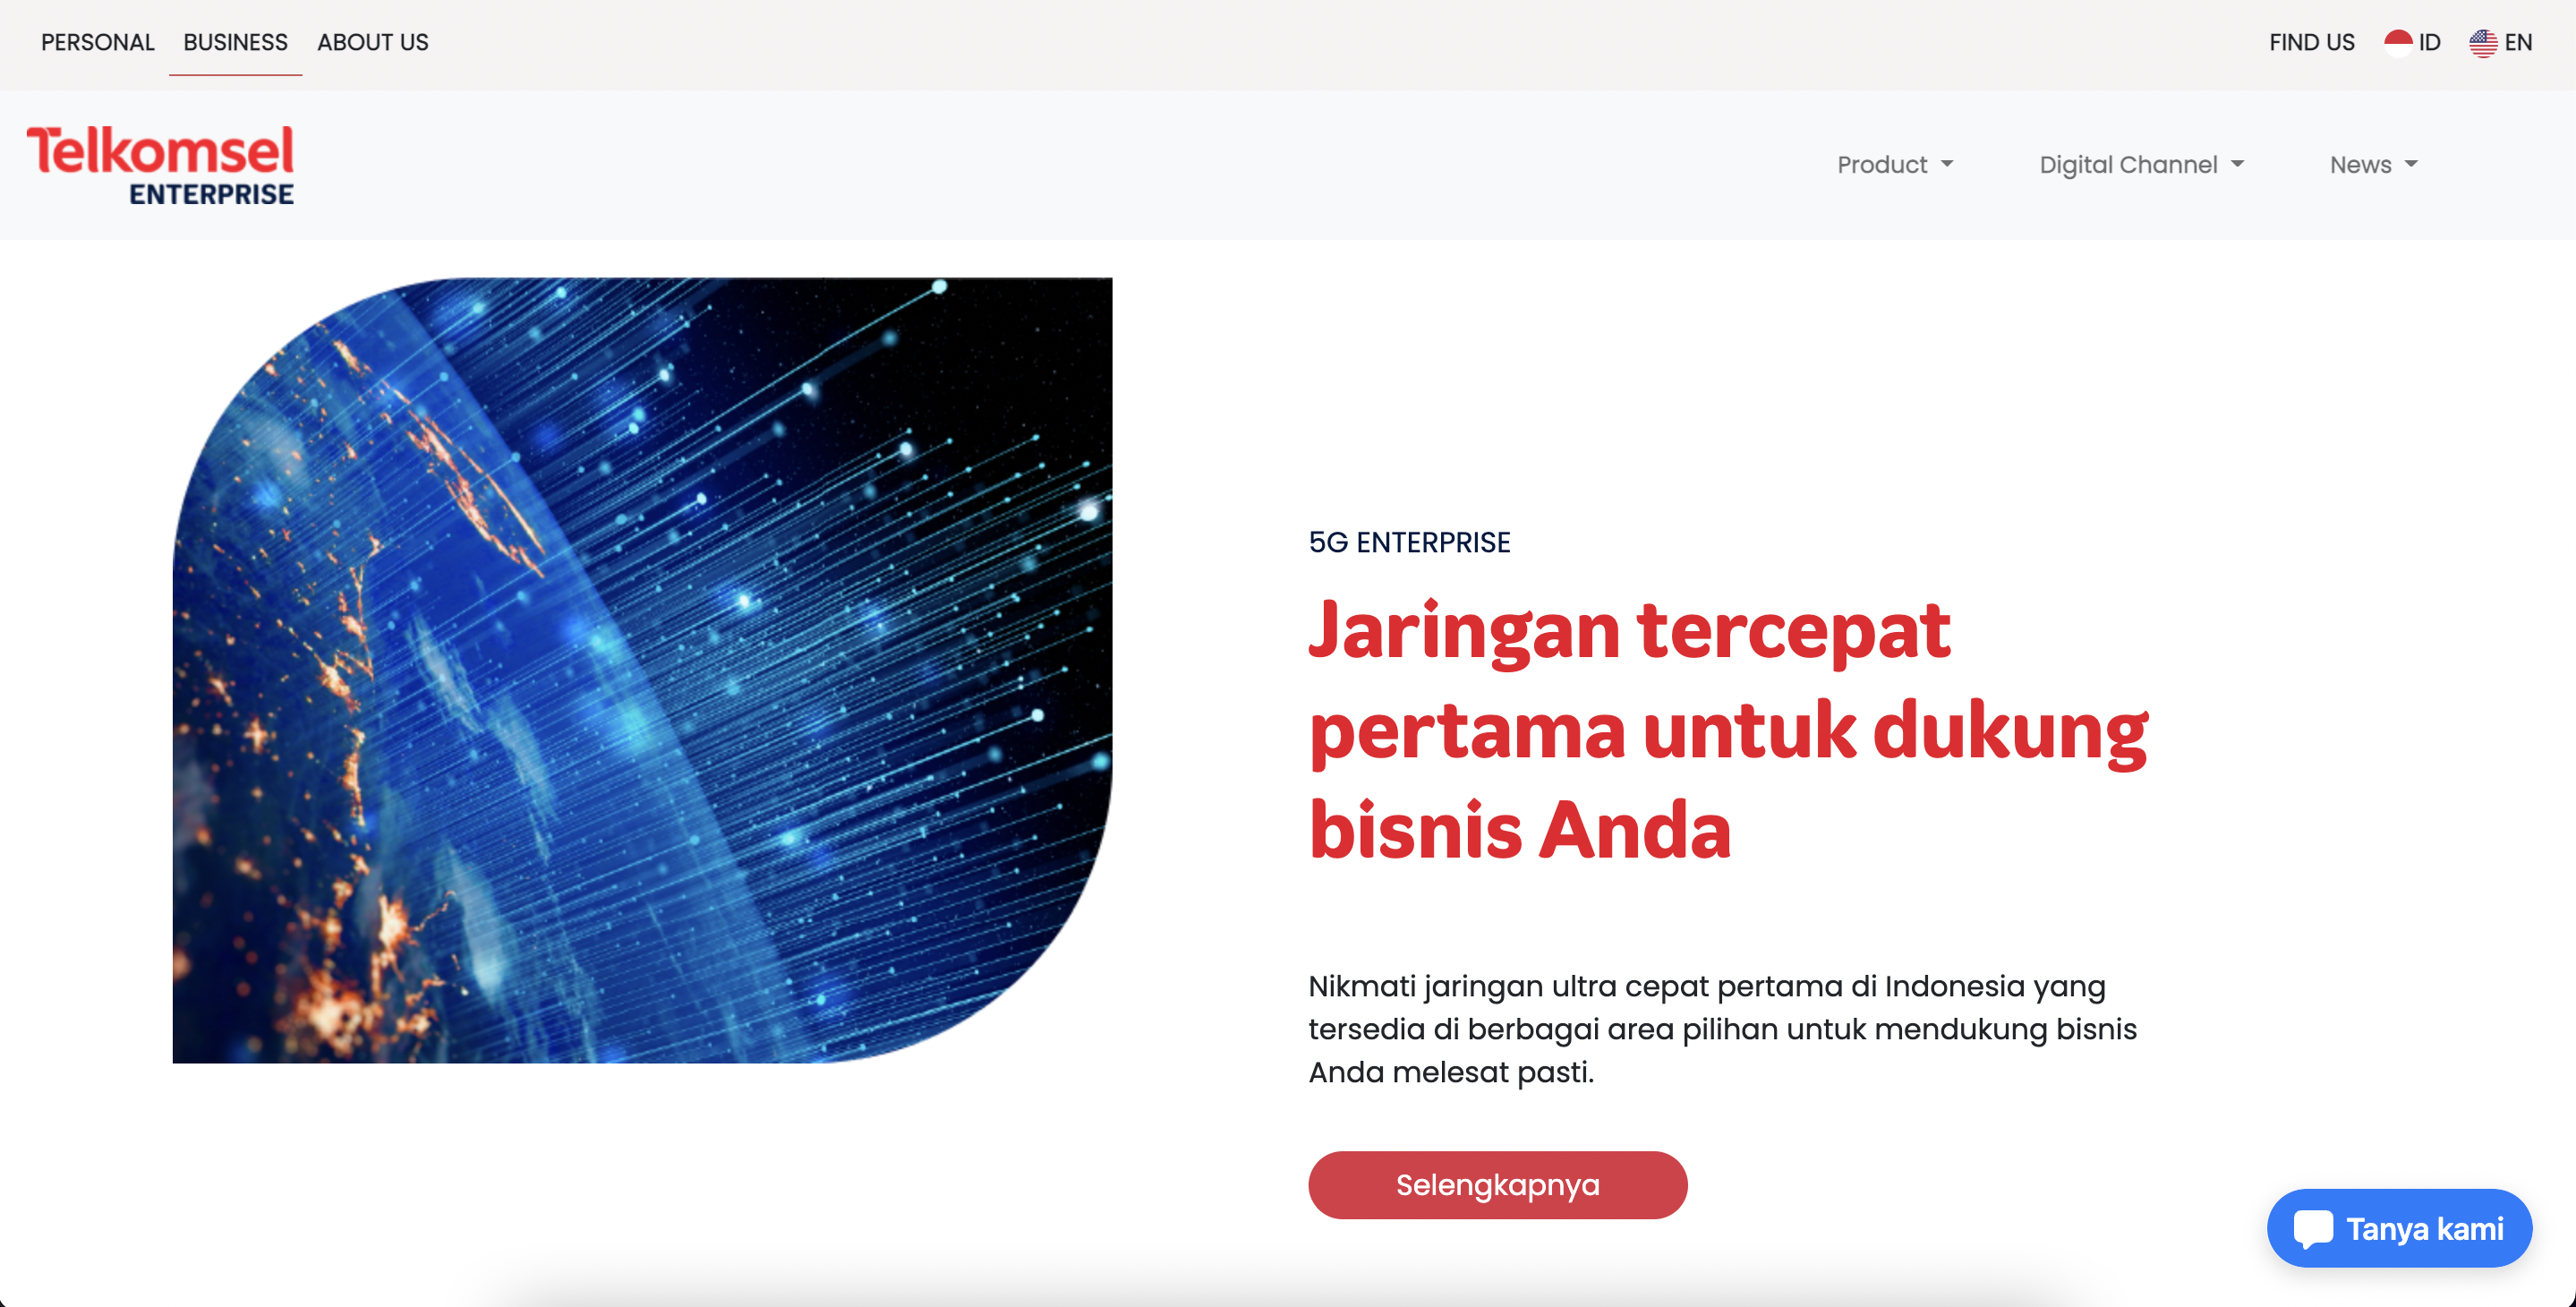 PERSONAL BUSINESS ABOUT US FIND US ID EN
Telkomsel
ENTERPRISE
Product Digital Channel News
5G ENTERPRISE
Jaringan tercepat
pertama untuk dukung
bisnis Anda
Nikmati jaringan ultra cepat pertama di Indonesia yang
tersedia di berbagai area pilihan untuk mendukung bisnis
Anda melesat pasti.
Selengkapnya
Tanya kami